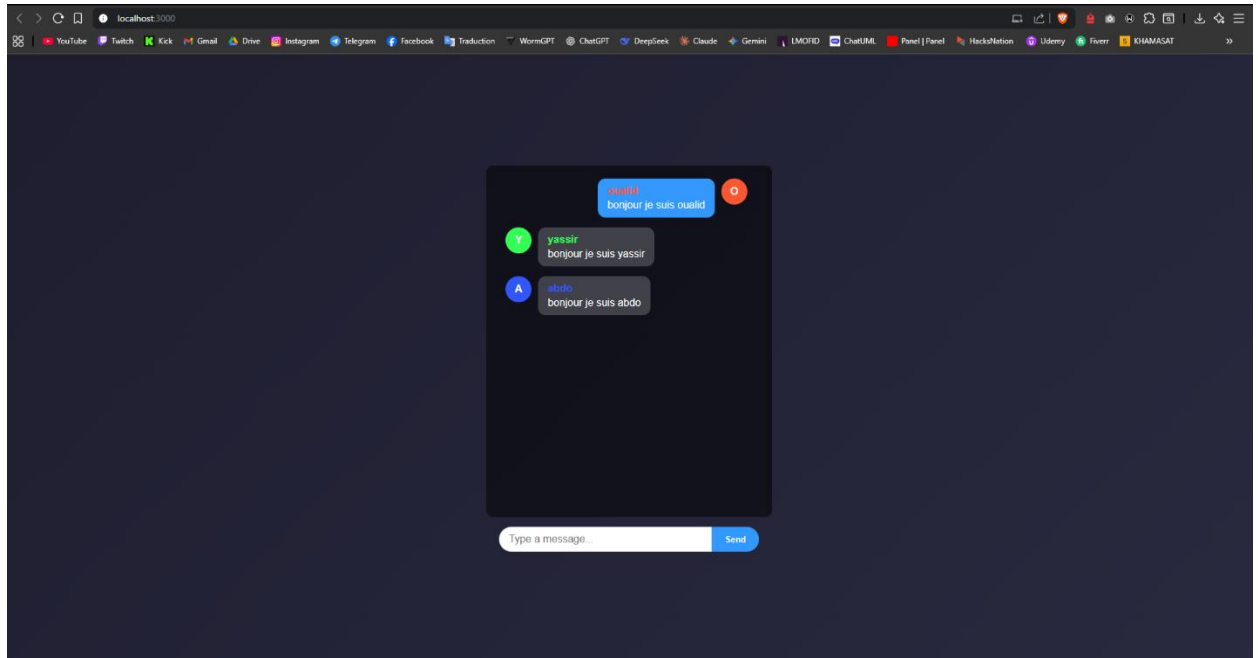 localhost:3000
YouTube Twitch Kick Gmail Drive Instagram Telegram Facebook Traduction WormGPT ChatGPT DeepSeek Claude Gemini LMOFID ChatUML Panel | Panel HacksNation Udemy Fiverr KHAMASAT »
oualid
bonjour je suis oualid
O
Y
yassir
bonjour je suis yassir
A
abdo
bonjour je suis abdo
Type a message...
Send